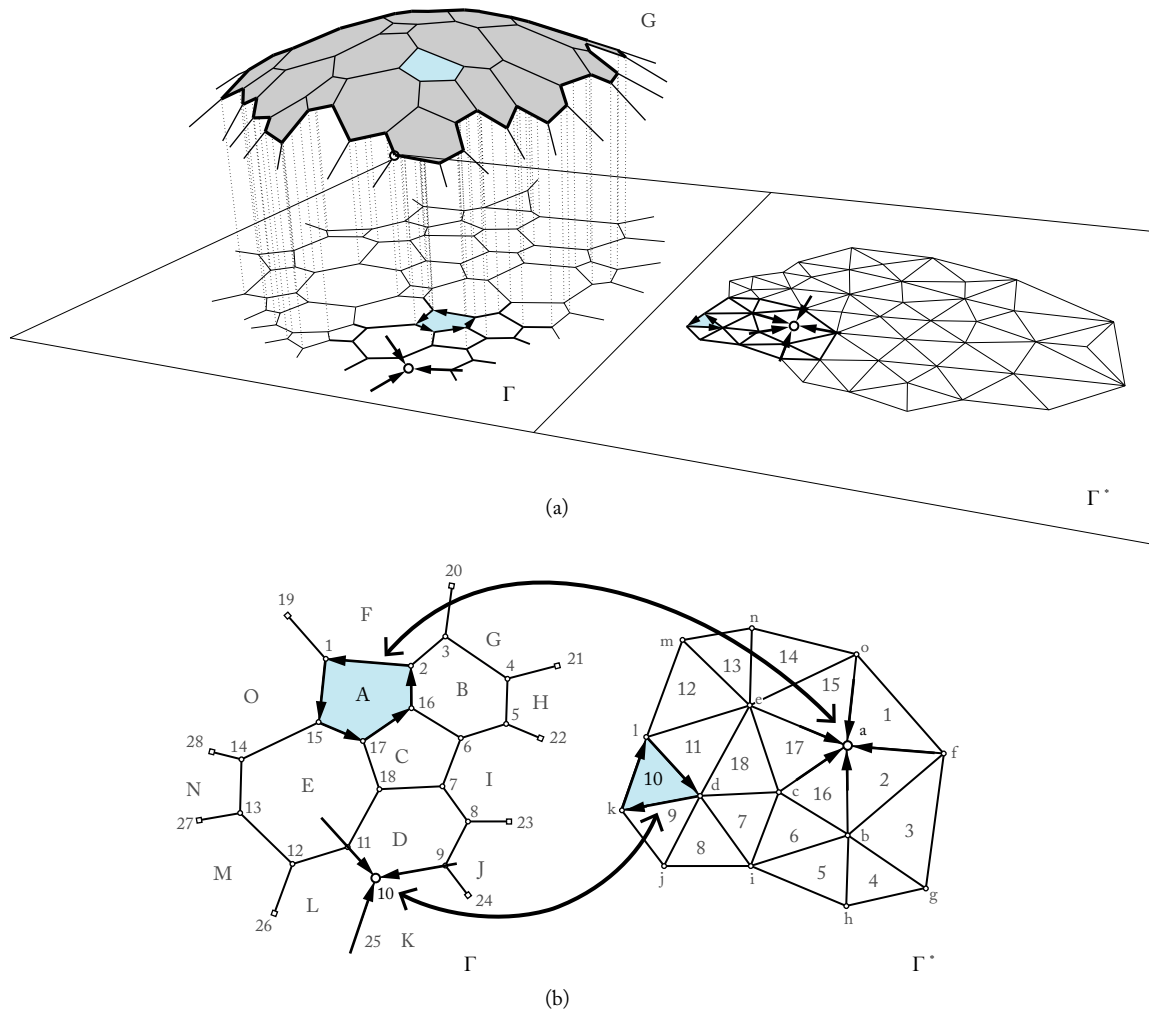 G
Γ
Γ*
(a)
20
19
F
G
n
m
1
2
3
4
21
14
o
13
O
A
B
H
12
15
1
16
5
e
28
14
15
17
C
6
22
l
a
11
17
f
N
E
18
7
I
10
18
2
k
d
c
16
27
13
8
23
9
7
6
b
3
11
D
12
9
J
8
5
4
M
j
i
10
24
g
L
h
26
25
K
Γ
Γ*
(b)